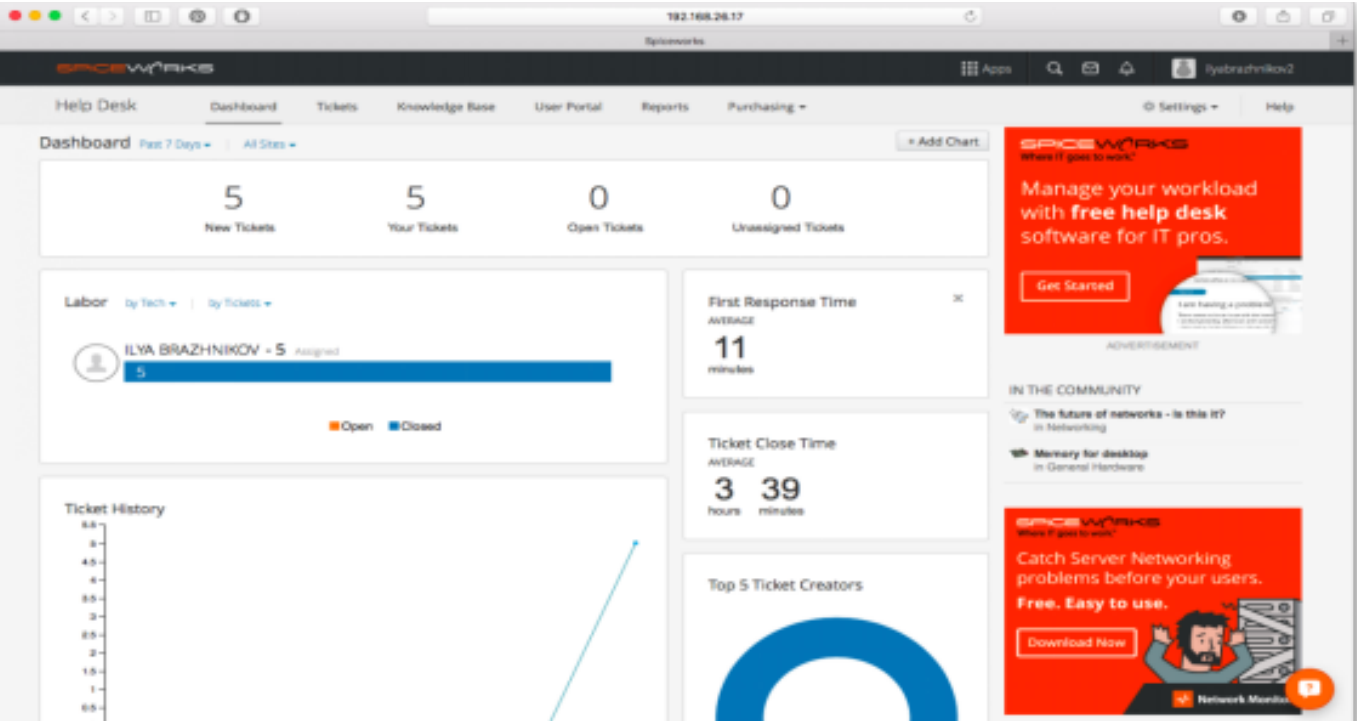 192.168.26.17
Spiceworks
SPICEWORKS
Apps
ilyabrazhnikov2
Help Desk
Dashboard
Tickets
Knowledge Base
User Portal
Reports
Purchasing
Settings
Help
Dashboard Past 7 Days | All Sites
+ Add Chart
5
New Tickets
5
Your Tickets
0
Open Tickets
0
Unassigned Tickets
Labor by Tech | by Tickets
ILYA BRAZHNIKOV - 5 Assigned
5
Open Closed
First Response Time
AVERAGE
11
minutes
Ticket Close Time
AVERAGE
3 39
hours minutes
Ticket History
5.5
5
4.5
4
3.5
3
2.5
2
1.5
1
0.5
Top 5 Ticket Creators
SPICEWORKS
Where IT goes to work.
Manage your workload
with free help desk
software for IT pros.
Get Started
I am having a problem
ADVERTISEMENT
IN THE COMMUNITY
The future of networks - is this it?
in Networking
Memory for desktop
in General Hardware
SPICEWORKS
Where IT goes to work.
Catch Server Networking
problems before your users.
Free. Easy to use.
Download Now
Network Monitor